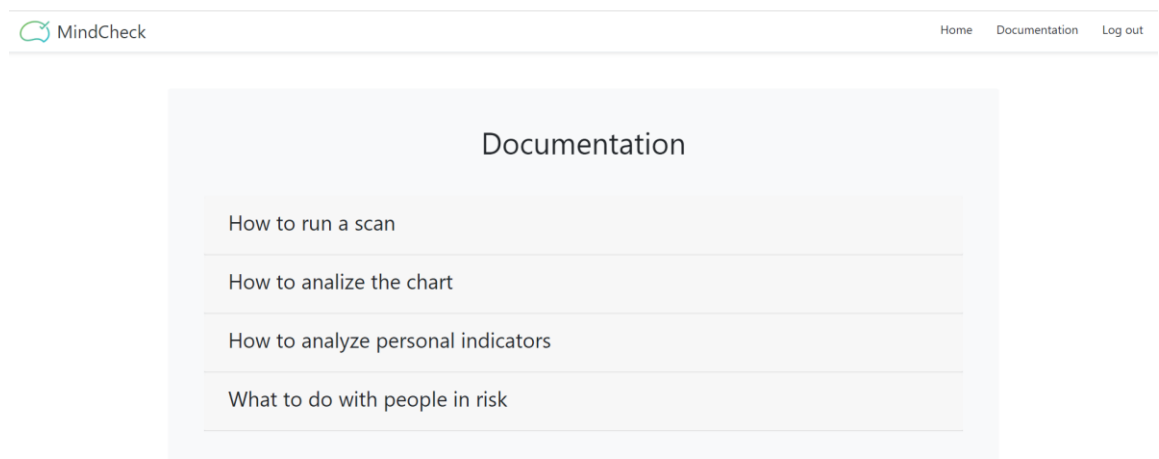 MindCheck
Home Documentation Log out
Documentation
How to run a scan
How to analize the chart
How to analyze personal indicators
What to do with people in risk